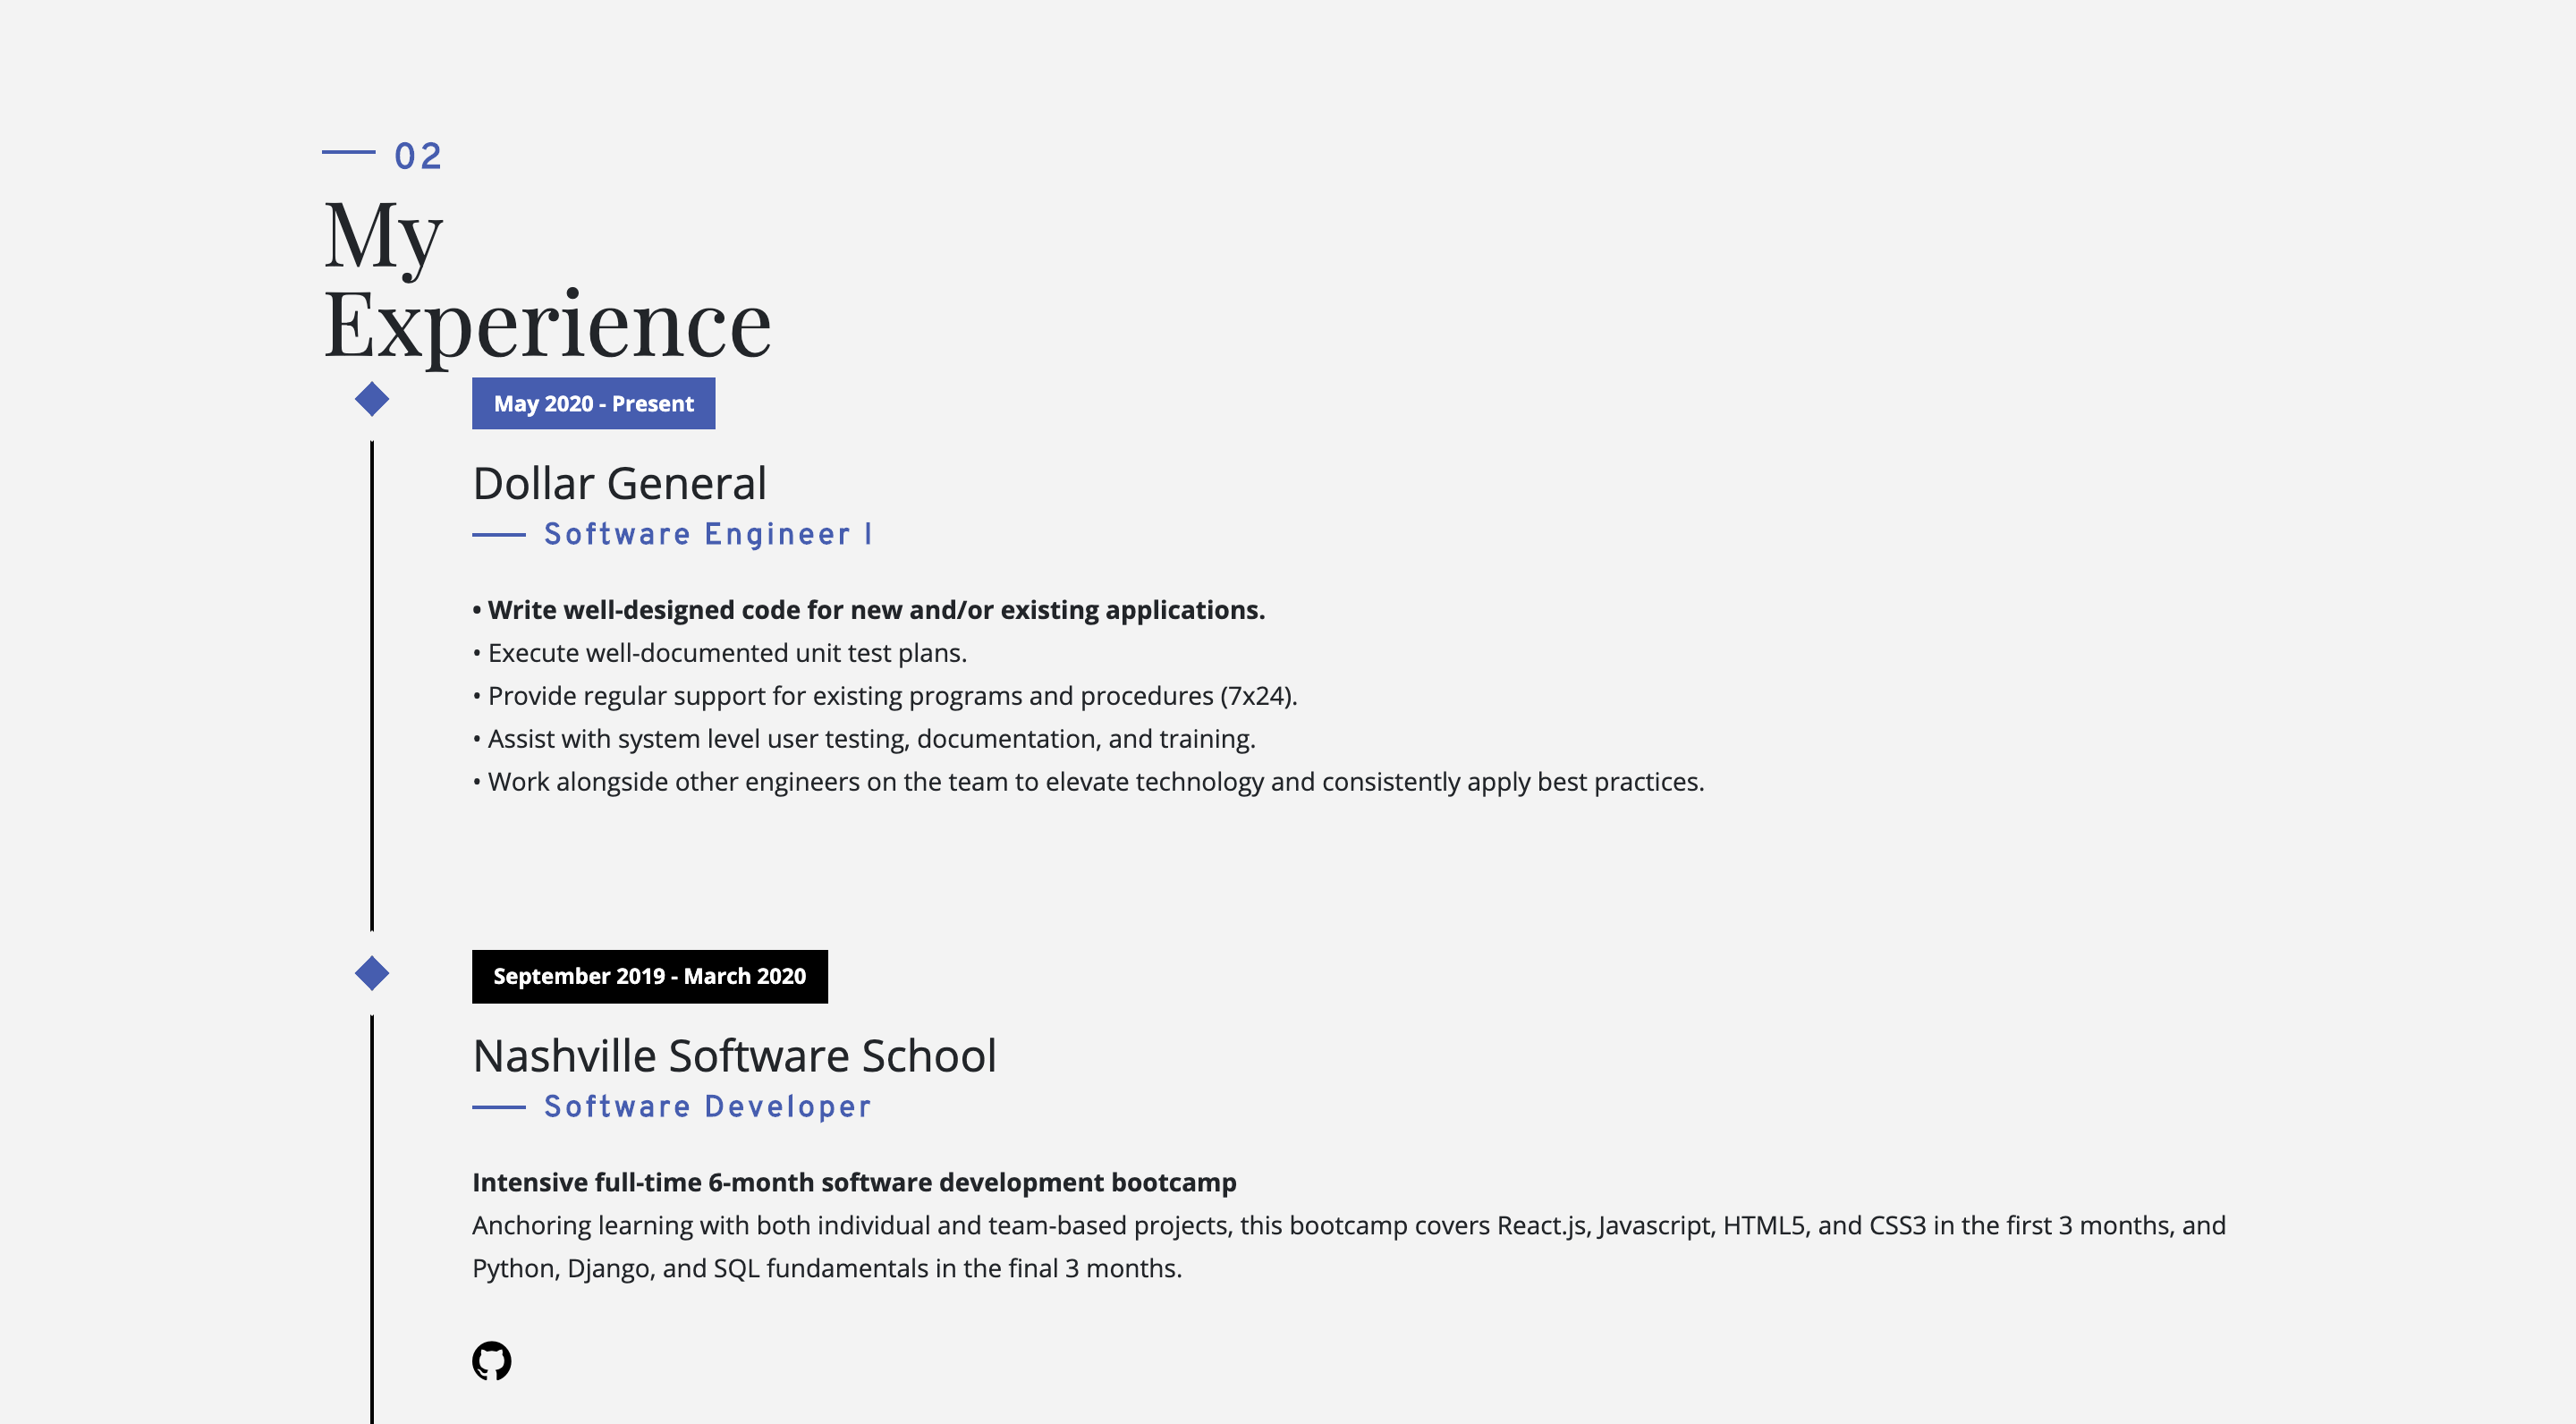 02
My
Experience
May 2020 - Present
Dollar General
Software Engineer I
• Write well-designed code for new and/or existing applications.
• Execute well-documented unit test plans.
• Provide regular support for existing programs and procedures (7x24).
• Assist with system level user testing, documentation, and training.
• Work alongside other engineers on the team to elevate technology and consistently apply best practices.
September 2019 - March 2020
Nashville Software School
Software Developer
Intensive full-time 6-month software development bootcamp
Anchoring learning with both individual and team-based projects, this bootcamp covers React.js, Javascript, HTML5, and CSS3 in the first 3 months, and
Python, Django, and SQL fundamentals in the final 3 months.